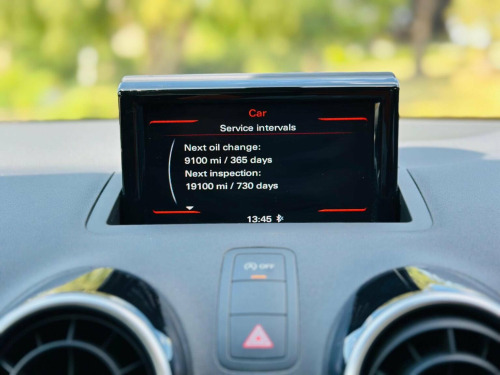 Car
Service intervals
Next oil change:
9100 mi / 365 days
Next inspection:
19100 mi / 730 days
13:45
OFF